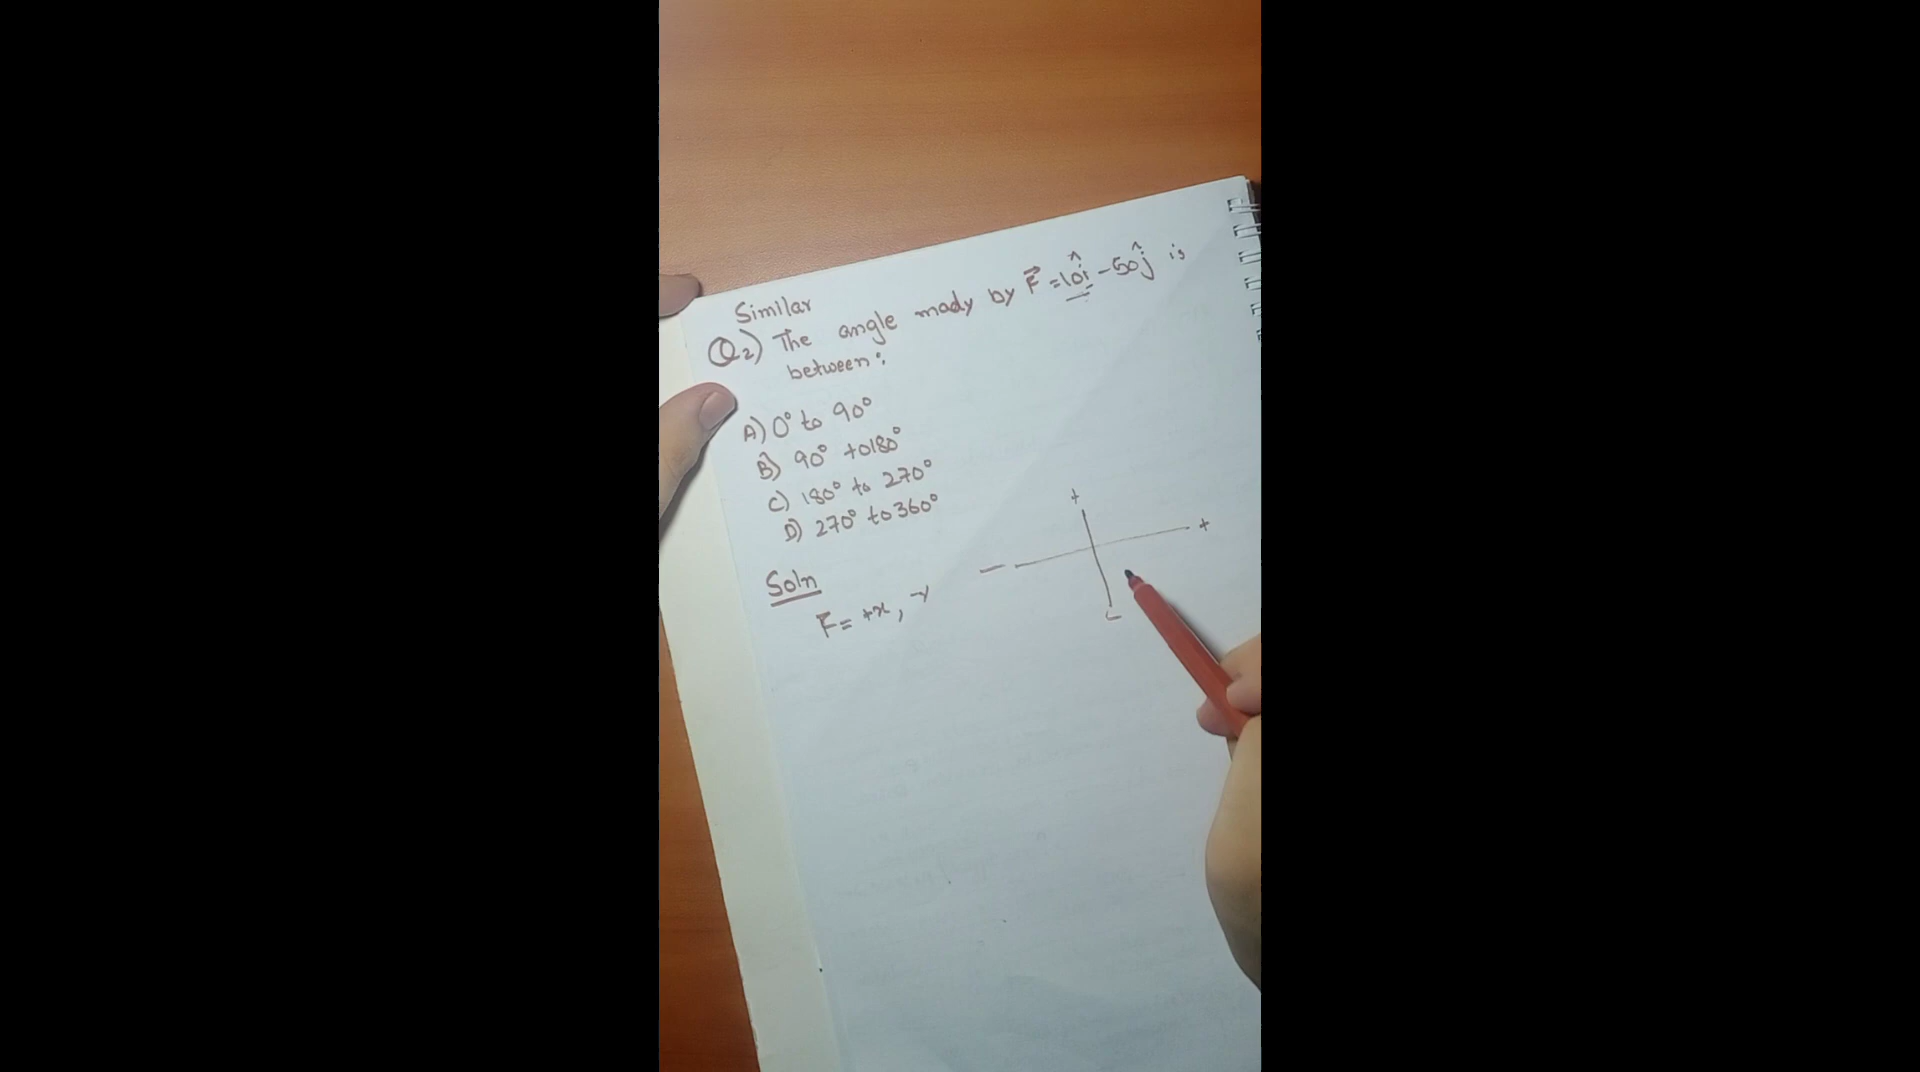 Similar
Q2) The angle mady by F⃗ = 10î - 50ĵ is
between:
A) 0° to 90°
B) 90° to 180°
C) 180° to 270°
D) 270° to 360°
Soln
F = +x, -y
+
- +
-